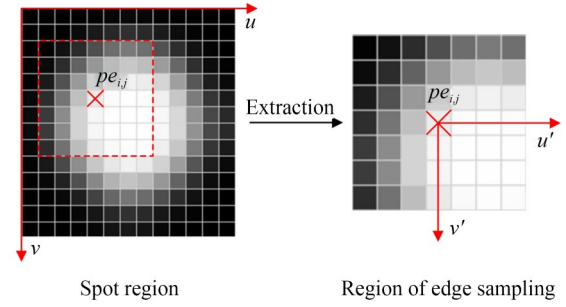 u
pe_{i,j}
v
Spot region
Extraction
pe_{i,j}
u'
v'
Region of edge sampling